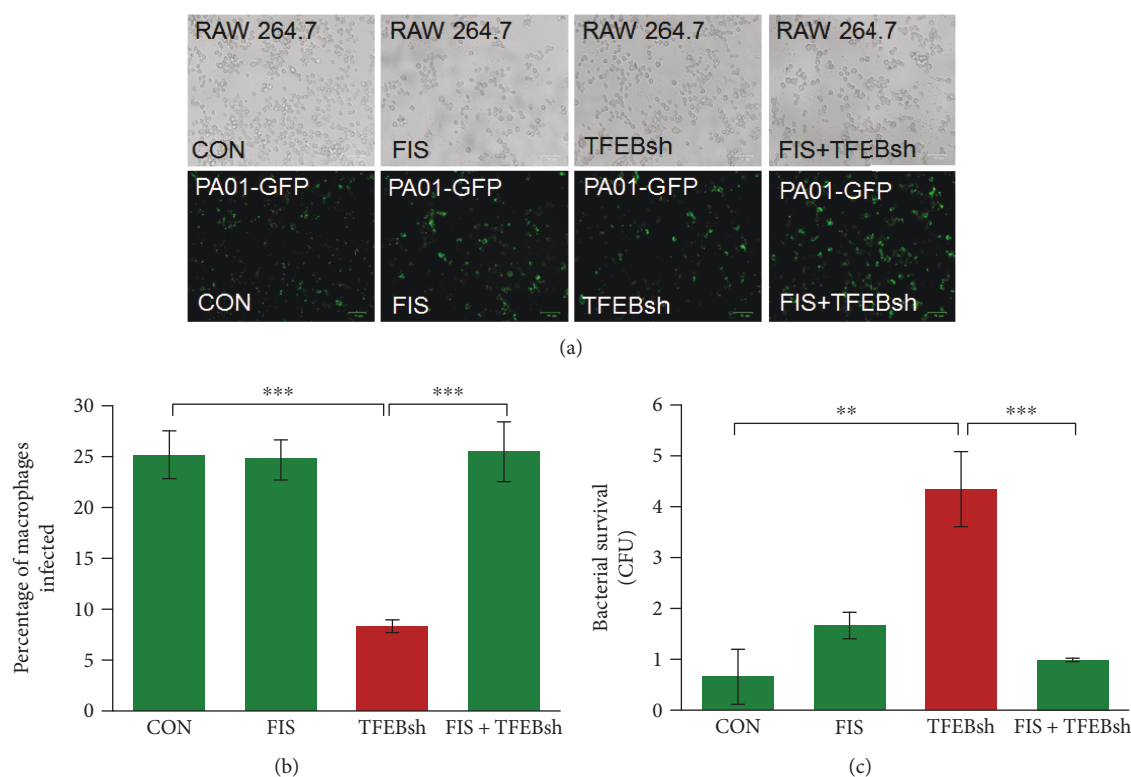 RAW 264.7
RAW 264.7
RAW 264.7
RAW 264.7
CON
FIS
TFEBsh
FIS+TFEBsh
PA01-GFP
PA01-GFP
PA01-GFP
PA01-GFP
CON
FIS
TFEBsh
FIS+TFEBsh
(a)
***
***
30
25
20
15
10
5
0
Percentage of macrophages
infected
CON
FIS
TFEBsh
FIS + TFEBsh
(b)
**
***
6
5
4
3
2
1
0
Bacterial survival
(CFU)
CON
FIS
TFEBsh
FIS + TFEBsh
(c)